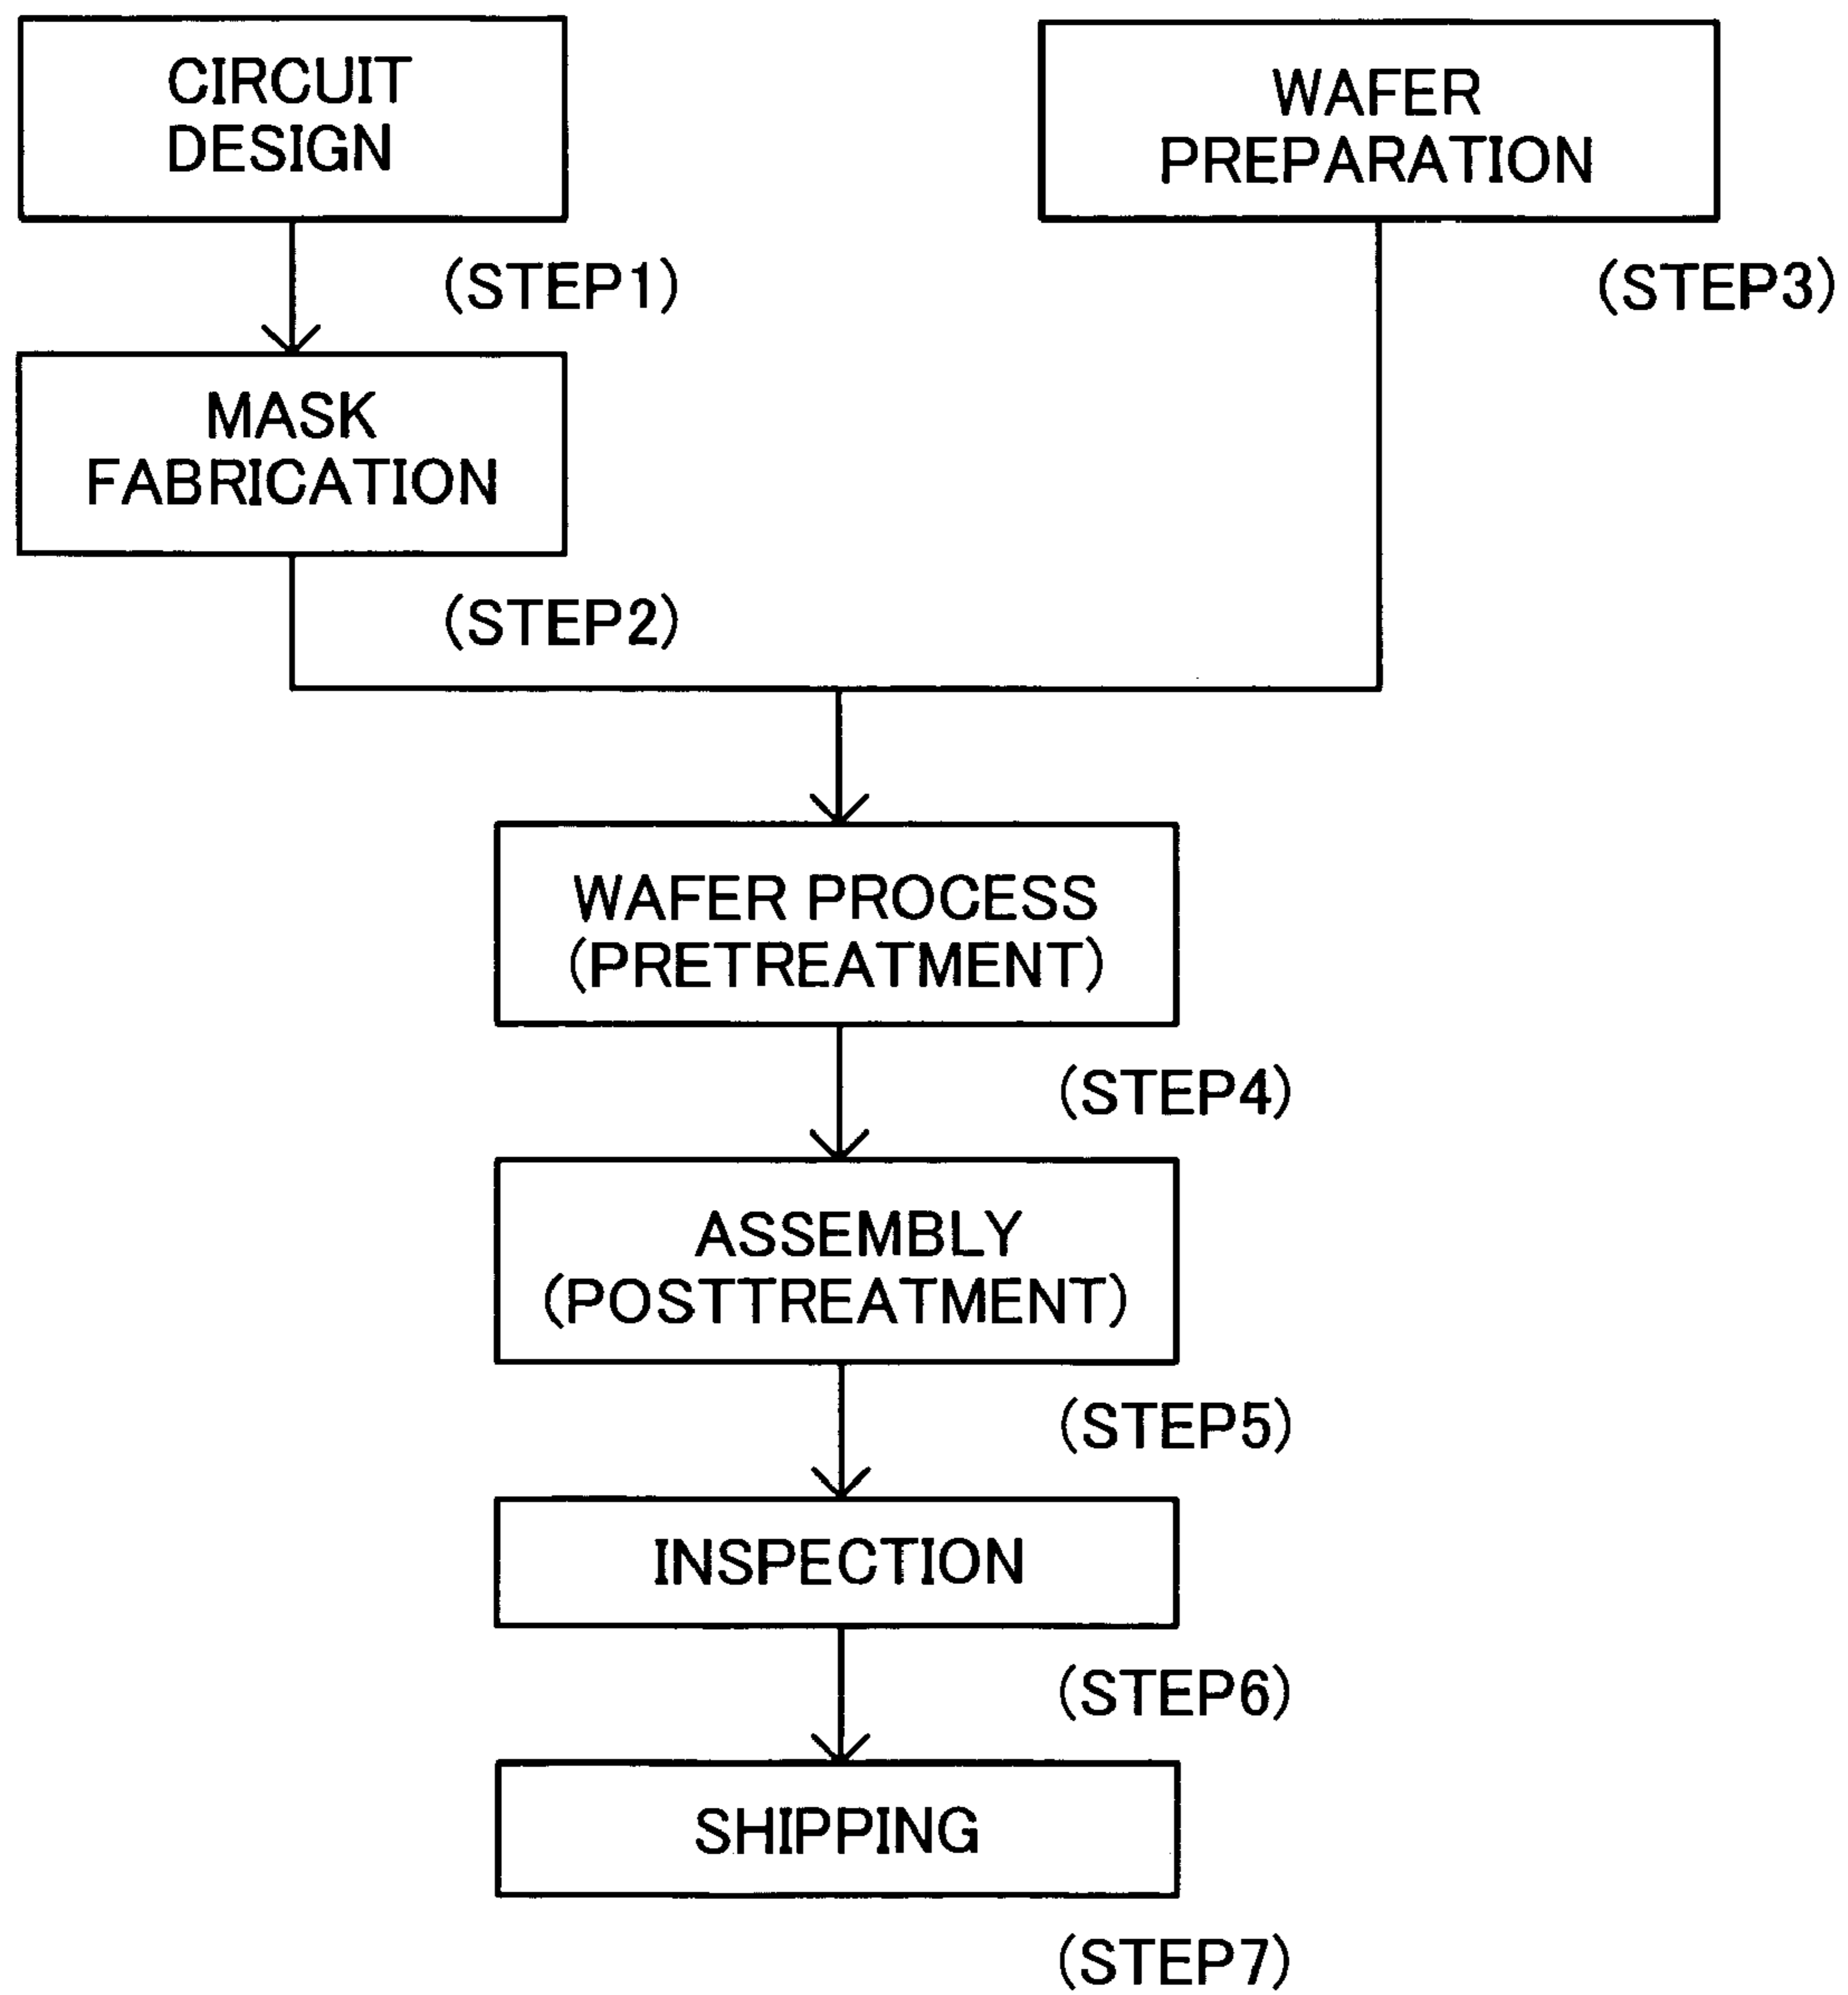 CIRCUIT
DESIGN
(STEP1)
WAFER
PREPARATION
(STEP3)
MASK
FABRICATION
(STEP2)
WAFER PROCESS
(PRETREATMENT)
(STEP4)
ASSEMBLY
(POSTTREATMENT)
(STEP5)
INSPECTION
(STEP6)
SHIPPING
(STEP7)